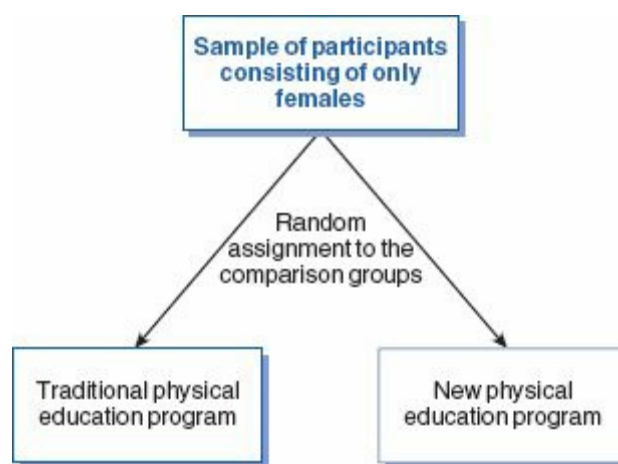 Sample of participants
consisting of only
females
Random
assignment to the
comparison groups
Traditional physical
education program
New physical
education program